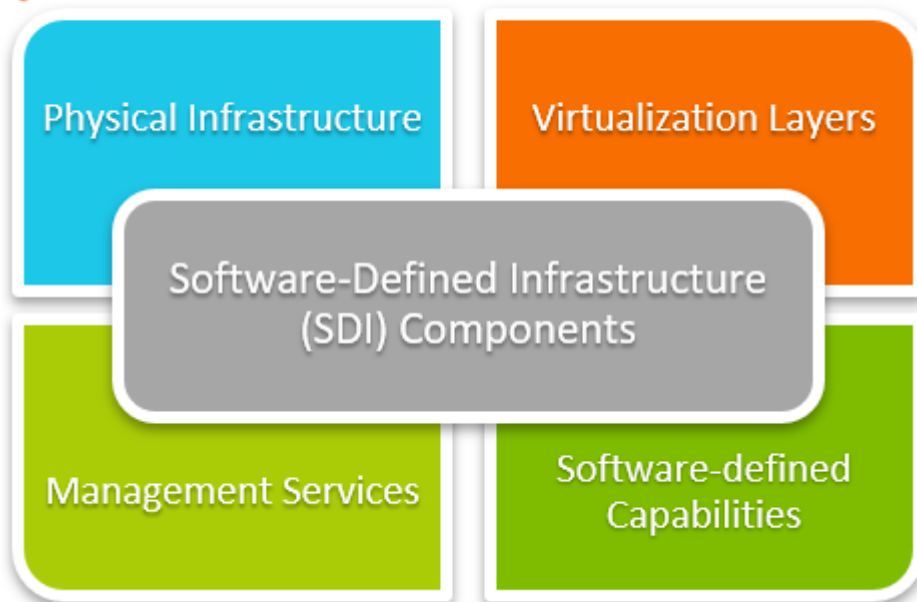 Physical Infrastructure
Virtualization Layers
Software-Defined Infrastructure
(SDI) Components
Management Services
Software-defined
Capabilities